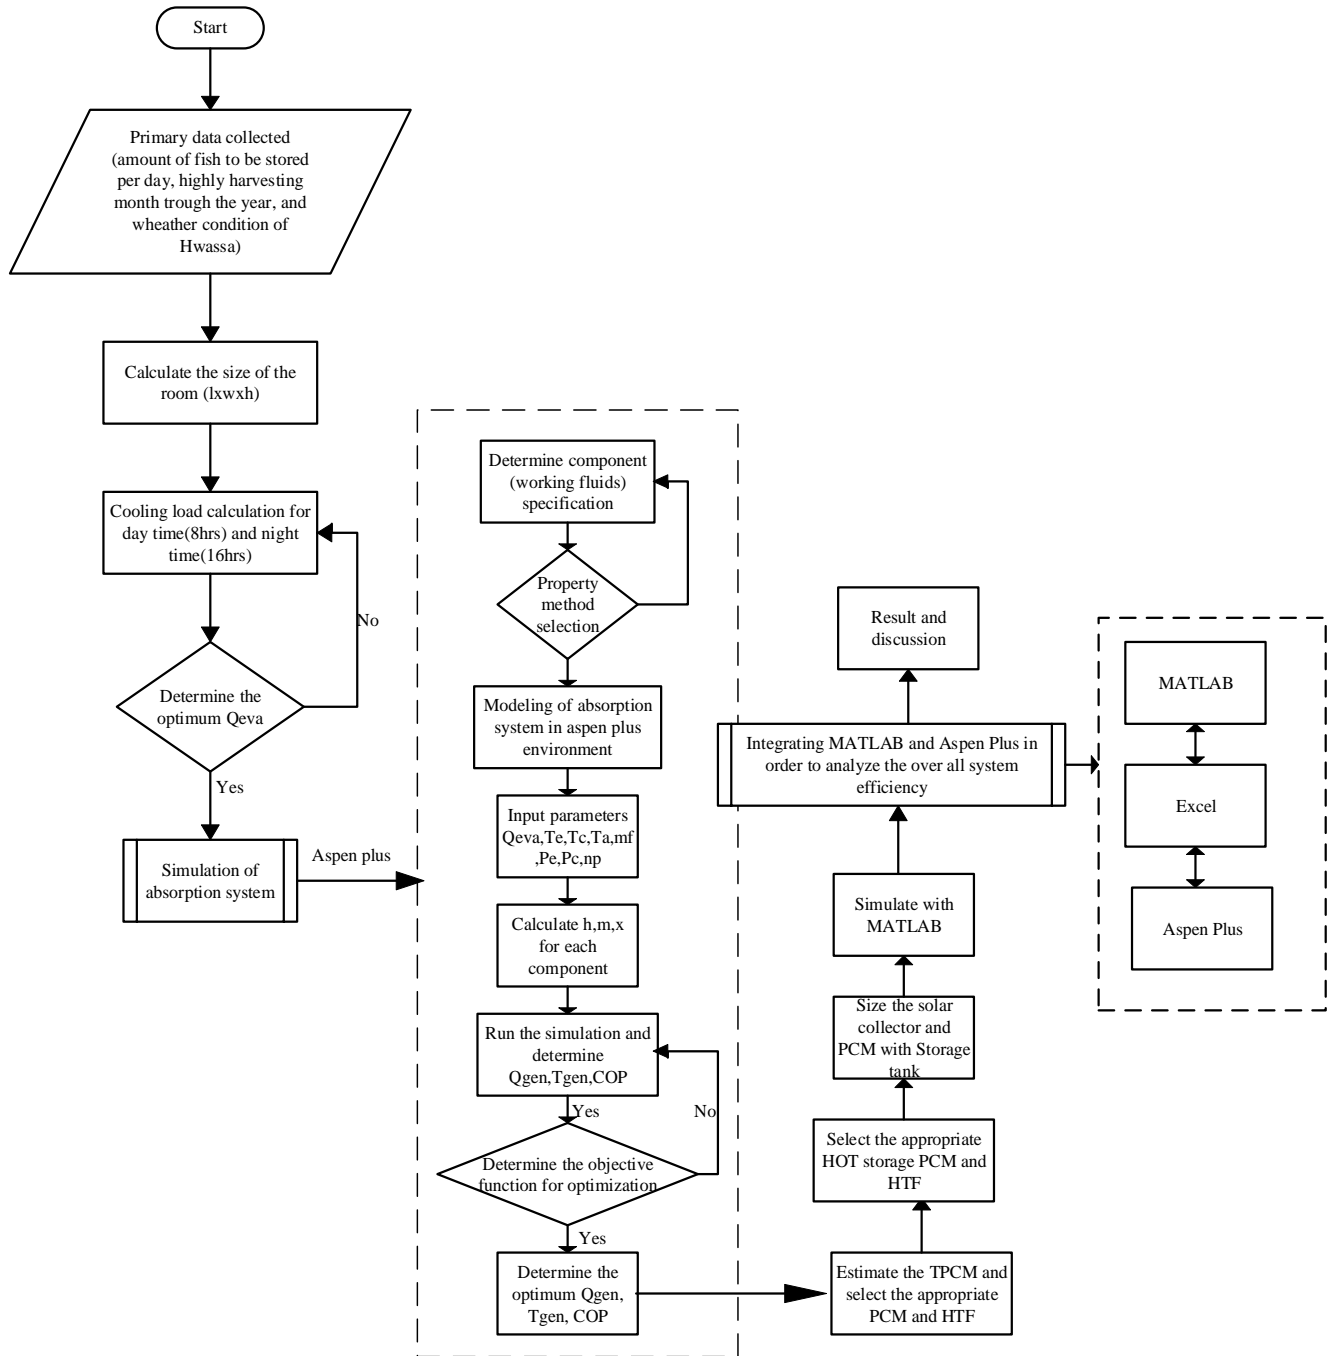 Start
Primary data collected
(amount of fish to be stored
per day, highly harvesting
month trough the year, and
wheather condition of
Hwassa)
Calculate the size of the
room (lxwxh)
Cooling load calculation for
day time(8hrs) and night
time(16hrs)
No
Determine the
optimum Qeva
Yes
Simulation of
absorption system
Aspen plus
Determine component
(working fluids)
specification
Property
method
selection
Modeling of absorption
system in aspen plus
environment
Input parameters
Qeva,Te,Tc,Ta,mf
,Pe,Pc,np
Calculate h,m,x
for each
component
Run the simulation and
determine
Qgen,Tgen,COP
Yes
No
Determine the objective
function for optimization
Yes
Determine the
optimum Qgen,
Tgen, COP
Estimate the TPCM and
select the appropriate
PCM and HTF
Select the appropriate
HOT storage PCM and
HTF
Size the solar
collector and
PCM with Storage
tank
Simulate with
MATLAB
Integrating MATLAB and Aspen Plus in
order to analyze the over all system
efficiency
Result and
discussion
MATLAB
Excel
Aspen Plus